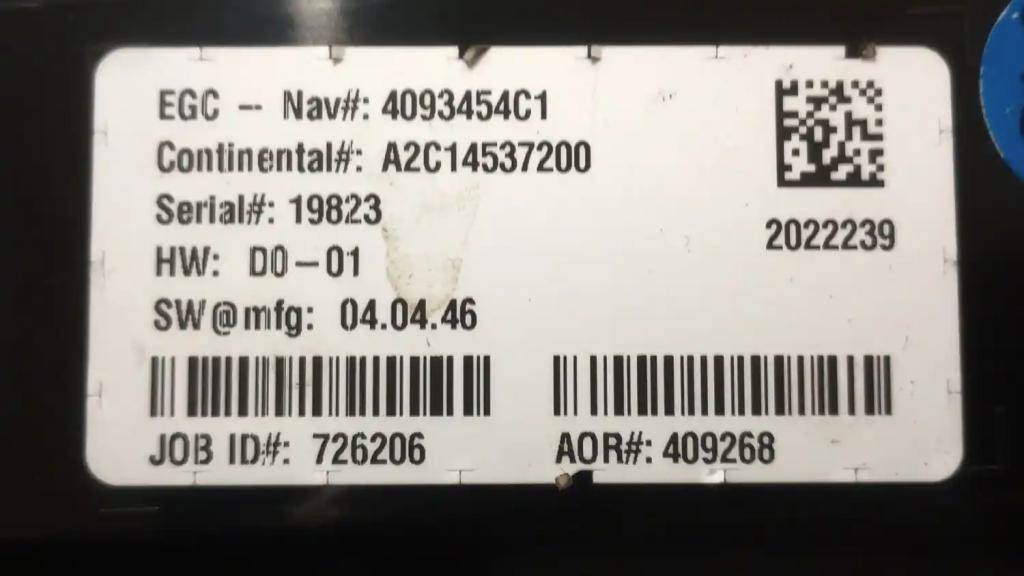 EGC - Nav#: 4093454C1
Continental#: A2C14537200
Serial#: 19823
HW: D0-01
SW@mfg: 04.04.46
2022239
JOB ID#: 726206
AOR#: 409268